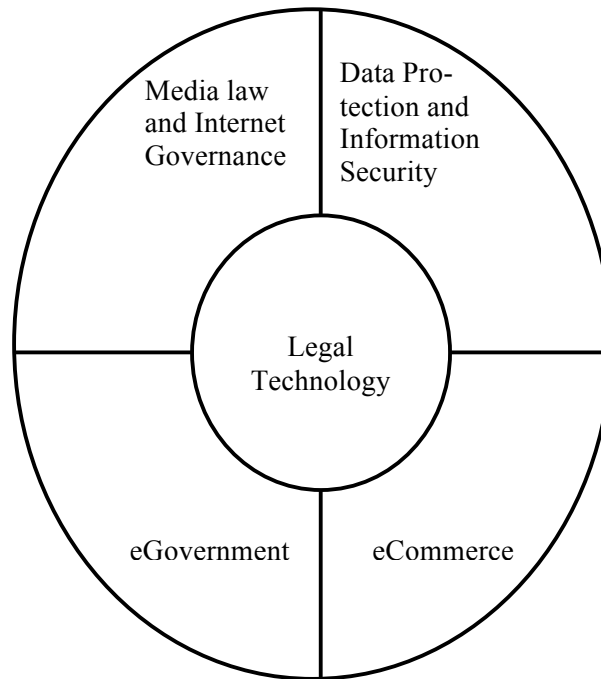 Media law
and Internet
Governance
Data Pro-
tection and
Information
Security
Legal
Technology
eGovernment
eCommerce